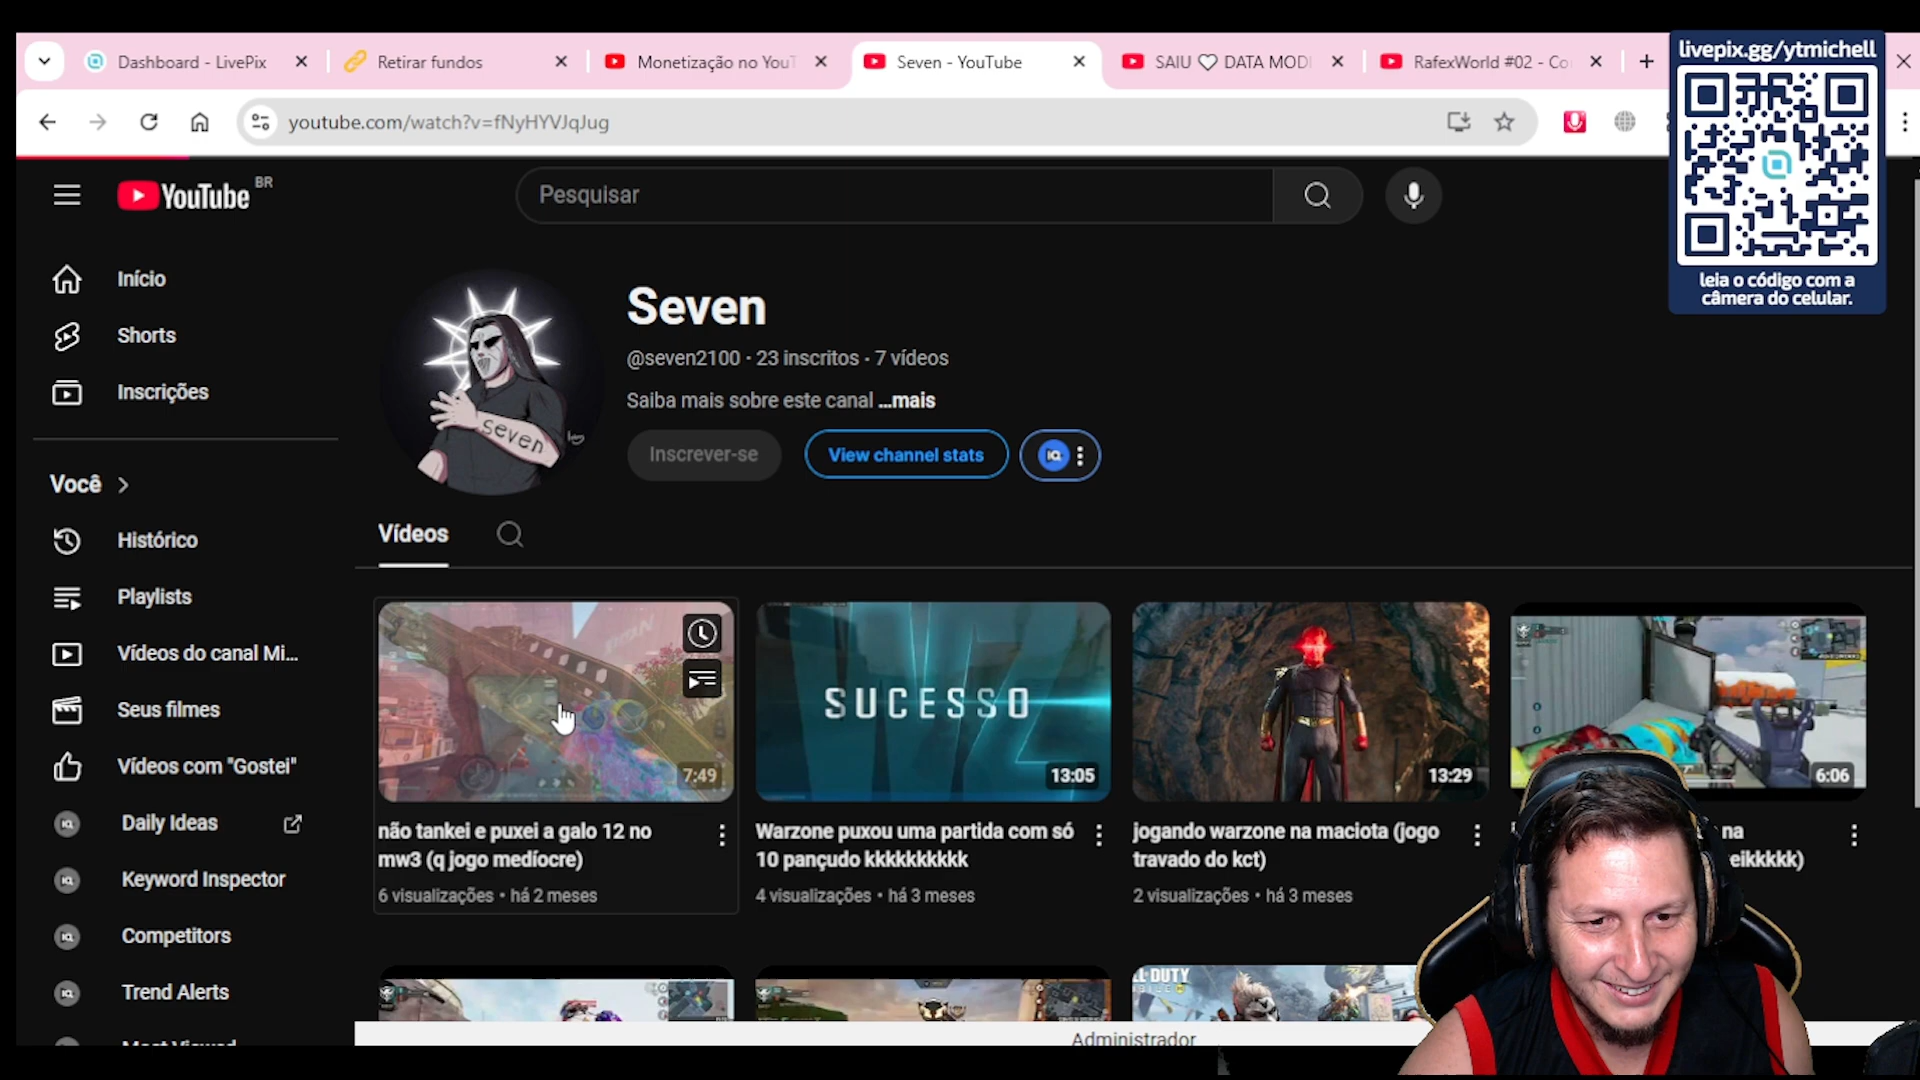 Dashboard - LivePix
Retirar fundos
Monetização no YouT
Seven - YouTube
SAIU ♡ DATA MODI
RafexWorld #02 - Co
livepix.gg/ytmichell
youtube.com/watch?v=fNyHYVJqJug
YouTube BR
Pesquisar
leia o código com a
câmera do celular.
Início
Shorts
Inscrições
Você
Histórico
Playlists
Vídeos do canal Mi...
Seus filmes
Vídeos com "Gostei"
Daily Ideas
Keyword Inspector
Competitors
Trend Alerts
Most Viewed
seven
Seven
@seven2100 • 23 inscritos • 7 vídeos
Saiba mais sobre este canal ...mais
Inscrever-se
View channel stats
Vídeos
7:49
SUCESSO
13:05
13:29
6:06
não tankei e puxei a galo 12 no
mw3 (q jogo medíocre)
6 visualizações • há 2 meses
Warzone puxou uma partida com só
10 pançudo kkkkkkkkkk
4 visualizações • há 3 meses
jogando warzone na maciota (jogo
travado do kct)
2 visualizações • há 3 meses
na
eikkkkk)
L DUTY
Administrador